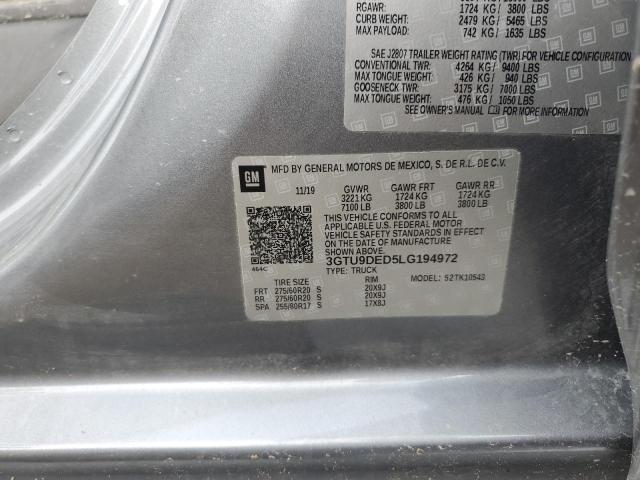 RGAWR: 1724 KG / 3800 LBS
CURB WEIGHT: 2479 KG / 5465 LBS
MAX PAYLOAD: 742 KG / 1635 LBS
SAE J2807 TRAILER WEIGHT RATING (TWR) FOR VEHICLE CONFIGURATION
CONVENTIONAL TWR: 4264 KG / 9400 LBS
MAX TONGUE WEIGHT: 426 KG / 940 LBS
GOOSENECK TWR: 3175 KG / 7000 LBS
MAX TONGUE WEIGHT: 476 KG / 1050 LBS
SEE OWNER'S MANUAL FOR MORE INFORMATION
GM
MFD BY GENERAL MOTORS DE MEXICO, S. DE R.L. DE C.V.
11/19 GVWR GAWR FRT GAWR RR
3221 KG 1724 KG 1724 KG
7100 LB 3800 LB 3800 LB
THIS VEHICLE CONFORMS TO ALL
APPLICABLE U.S. FEDERAL MOTOR
VEHICLE SAFETY STANDARDS IN
EFFECT ON THE DATE OF MANUFACTURE
SHOWN ABOVE.
3GTU9DED5LG194972
464C TYPE: TRUCK MODEL: 52TK10543
TIRE SIZE RIM
FRT 275/60R20 S 20X9J
RR 275/60R20 S 20X9J
SPA 255/80R17 S 17X8J